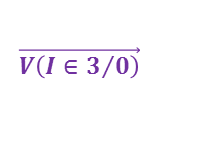 V(I ∈ 3/0)